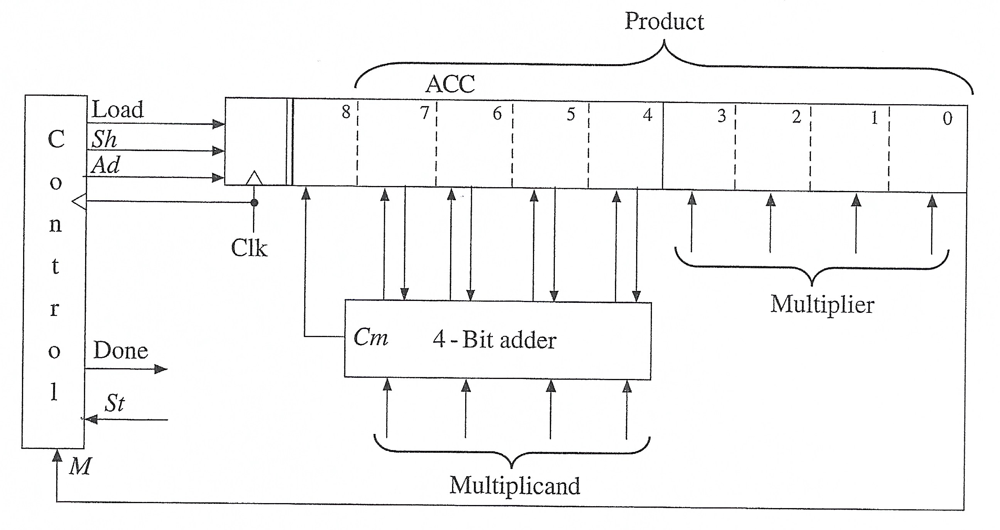 Product
ACC
Load
Sh
Ad
8 7 6 5 4 3 2 1 0
Control
Clk
Multiplier
Cm 4-Bit adder
Done
St
M
Multiplicand